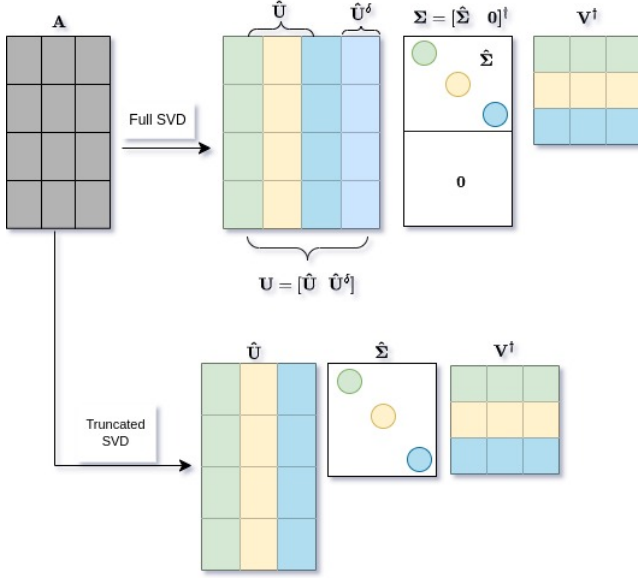 A
Û
Û^δ
Σ = [Σ̂ 0]^†
V^†
Full SVD
Σ̂
0
U = [Û Û^δ]
Û
Σ̂
V^†
Truncated
SVD